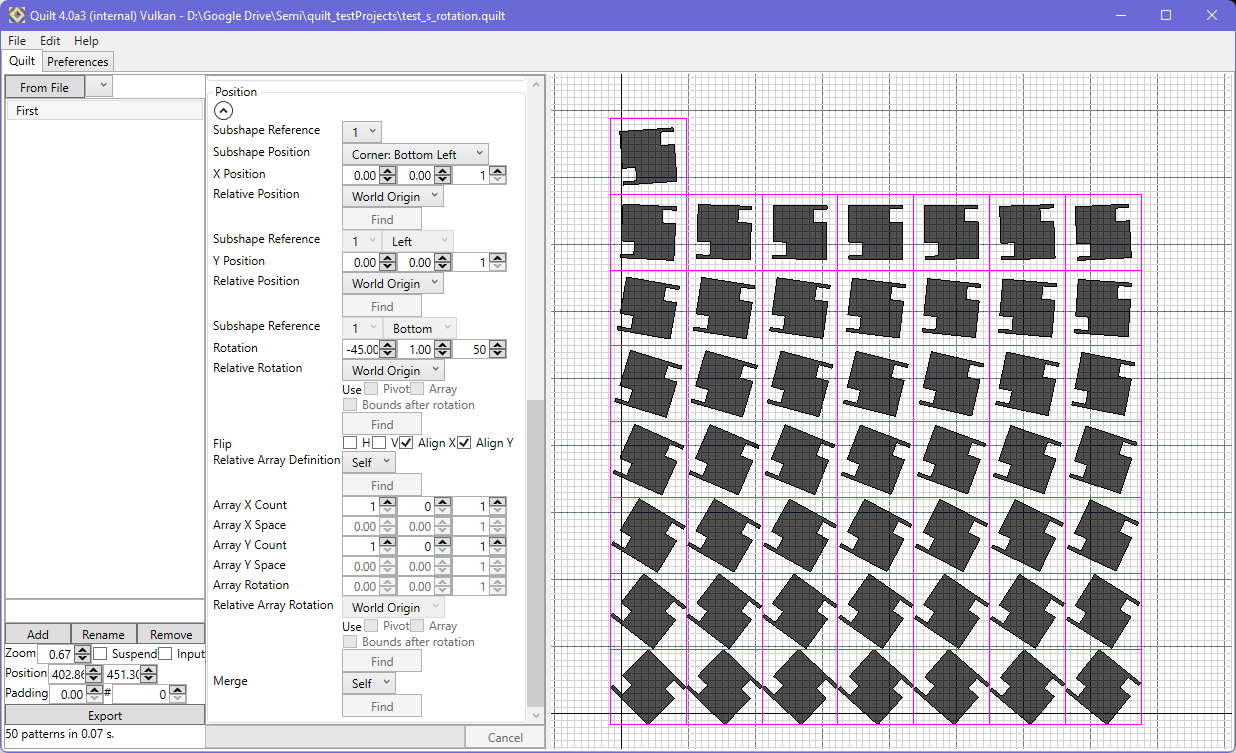 Quilt 4.0a3 (internal) Vulkan - D:\Google Drive\Semi\quilt_testProjects\test_s_rotation.quilt
File Edit Help
Quilt Preferences
From File
First
Position
Subshape Reference 1
Subshape Position Corner: Bottom Left
X Position 0.00 0.00 1
Relative Position World Origin
Find
Subshape Reference 1 Left
Y Position 0.00 0.00 1
Relative Position World Origin
Find
Subshape Reference 1 Bottom
Rotation -45.00 1.00 50
Relative Rotation World Origin
Use Pivot Array
Bounds after rotation
Find
Flip H V Align X Align Y
Relative Array Definition Self
Find
Array X Count 1 0 1
Array X Space 0.00 0.00 1
Array Y Count 1 0 1
Array Y Space 0.00 0.00 1
Array Rotation 0.00 0.00 1
Relative Array Rotation World Origin
Use Pivot Array
Bounds after rotation
Find
Merge Self
Find
Cancel
Add Rename Remove
Zoom 0.67 Suspend Input
Position 402.86 451.30
Padding 0.00 # 0
Export
50 patterns in 0.07 s.